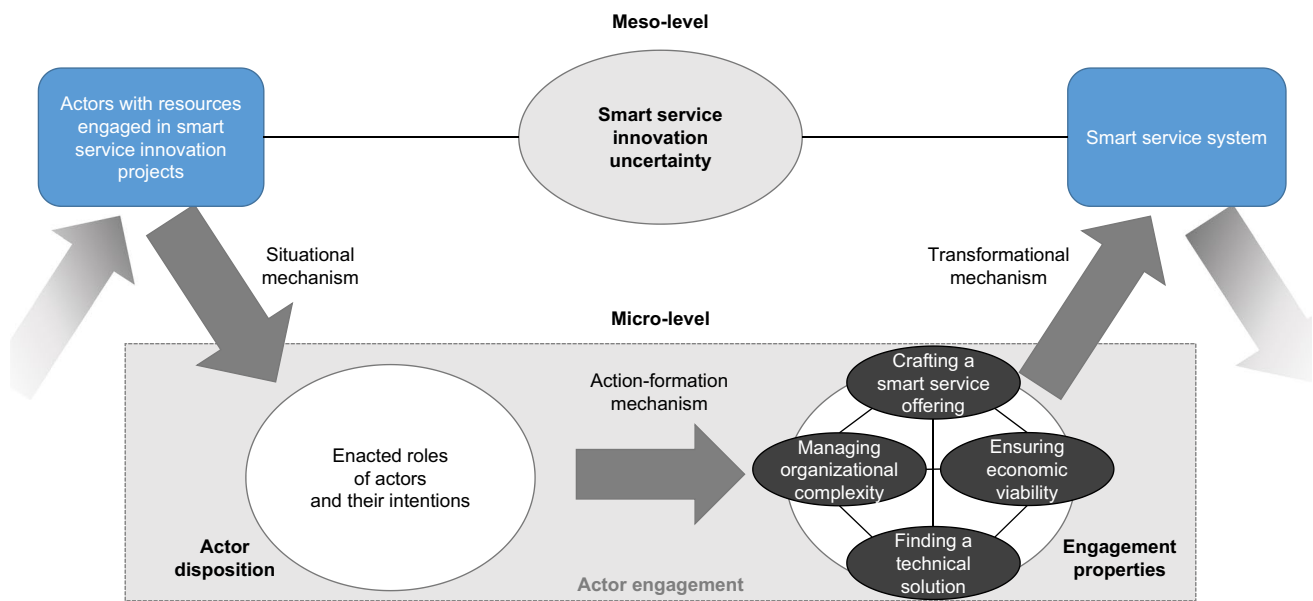 Meso-level
Actors with resources
engaged in smart
service innovation
projects
Smart service
innovation
uncertainty
Smart service system
Situational
mechanism
Transformational
mechanism
Micro-level
Enacted roles
of actors
and their intentions
Action-formation
mechanism
Crafting a
smart service
offering
Managing
organizational
complexity
Ensuring
economic
viability
Finding a
technical
solution
Actor
disposition
Actor engagement
Engagement
properties